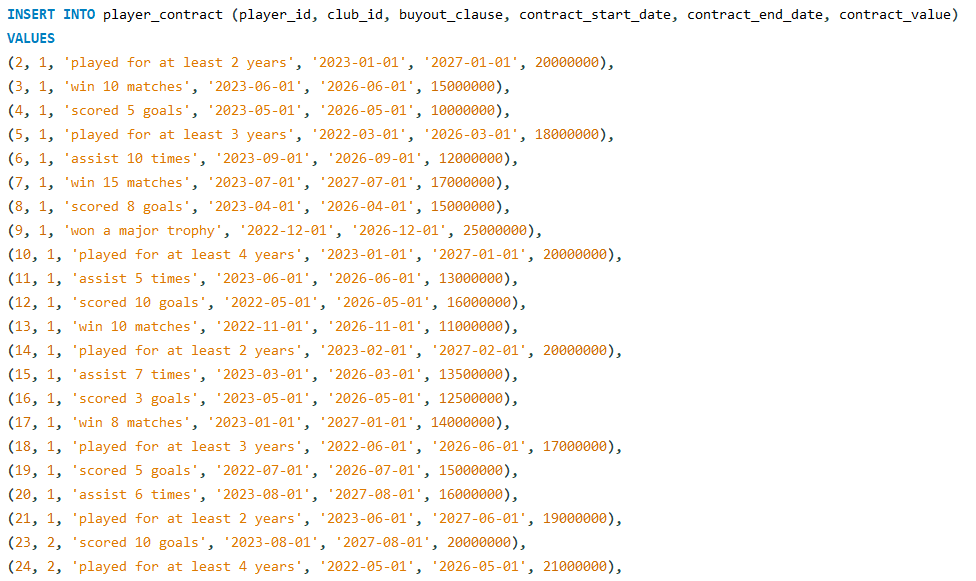 INSERT INTO player_contract (player_id, club_id, buyout_clause, contract_start_date, contract_end_date, contract_value)
VALUES
(2, 1, 'played for at least 2 years', '2023-01-01', '2027-01-01', 20000000),
(3, 1, 'win 10 matches', '2023-06-01', '2026-06-01', 15000000),
(4, 1, 'scored 5 goals', '2023-05-01', '2026-05-01', 10000000),
(5, 1, 'played for at least 3 years', '2022-03-01', '2026-03-01', 18000000),
(6, 1, 'assist 10 times', '2023-09-01', '2026-09-01', 12000000),
(7, 1, 'win 15 matches', '2023-07-01', '2027-07-01', 17000000),
(8, 1, 'scored 8 goals', '2023-04-01', '2026-04-01', 15000000),
(9, 1, 'won a major trophy', '2022-12-01', '2026-12-01', 25000000),
(10, 1, 'played for at least 4 years', '2023-01-01', '2027-01-01', 20000000),
(11, 1, 'assist 5 times', '2023-06-01', '2026-06-01', 13000000),
(12, 1, 'scored 10 goals', '2022-05-01', '2026-05-01', 16000000),
(13, 1, 'win 10 matches', '2022-11-01', '2026-11-01', 11000000),
(14, 1, 'played for at least 2 years', '2023-02-01', '2027-02-01', 20000000),
(15, 1, 'assist 7 times', '2023-03-01', '2026-03-01', 13500000),
(16, 1, 'scored 3 goals', '2023-05-01', '2026-05-01', 12500000),
(17, 1, 'win 8 matches', '2023-01-01', '2027-01-01', 14000000),
(18, 1, 'played for at least 3 years', '2022-06-01', '2026-06-01', 17000000),
(19, 1, 'scored 5 goals', '2022-07-01', '2026-07-01', 15000000),
(20, 1, 'assist 6 times', '2023-08-01', '2027-08-01', 16000000),
(21, 1, 'played for at least 2 years', '2023-06-01', '2027-06-01', 19000000),
(23, 2, 'scored 10 goals', '2023-08-01', '2027-08-01', 20000000),
(24, 2, 'played for at least 4 years', '2022-05-01', '2026-05-01', 21000000),